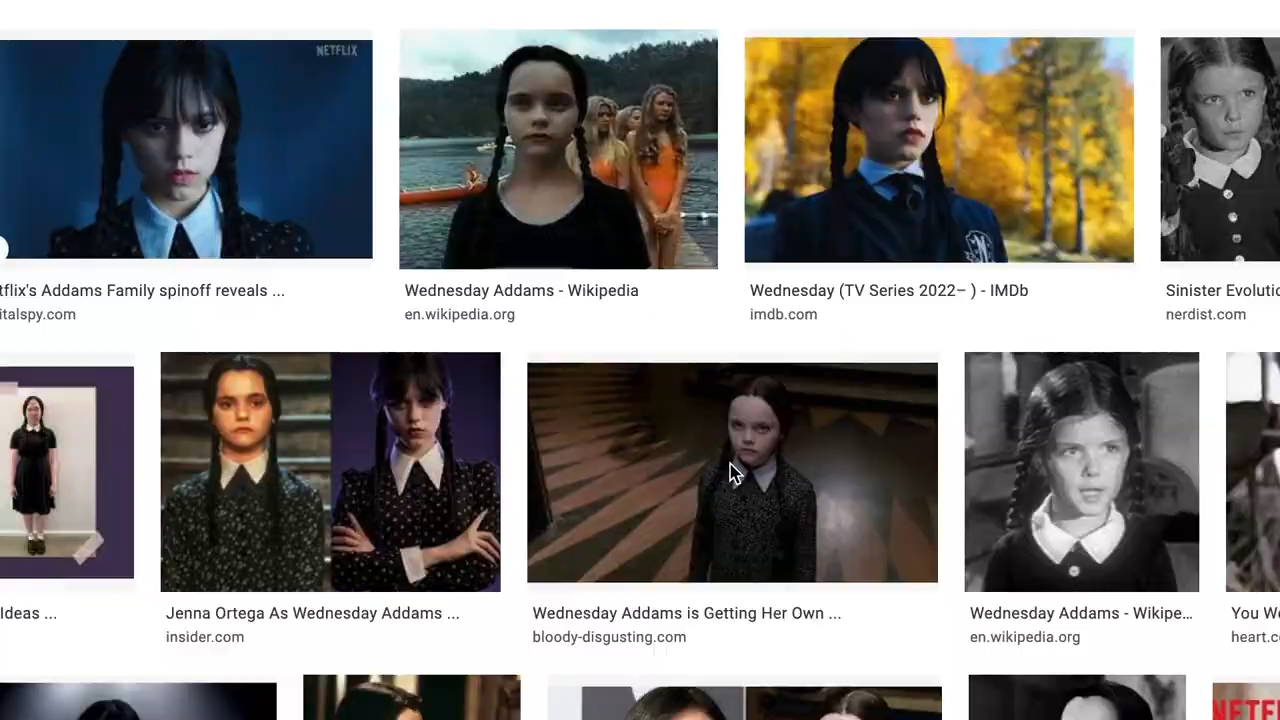 NETFLIX
tflix's Addams Family spinoff reveals ...
italspy.com
Wednesday Addams - Wikipedia
en.wikipedia.org
Wednesday (TV Series 2022– ) - IMDb
imdb.com
Sinister Evolutio
nerdist.com
Ideas ...
Jenna Ortega As Wednesday Addams ...
insider.com
Wednesday Addams is Getting Her Own ...
bloody-disgusting.com
Wednesday Addams - Wikipe...
en.wikipedia.org
You We
heart.c
NETF